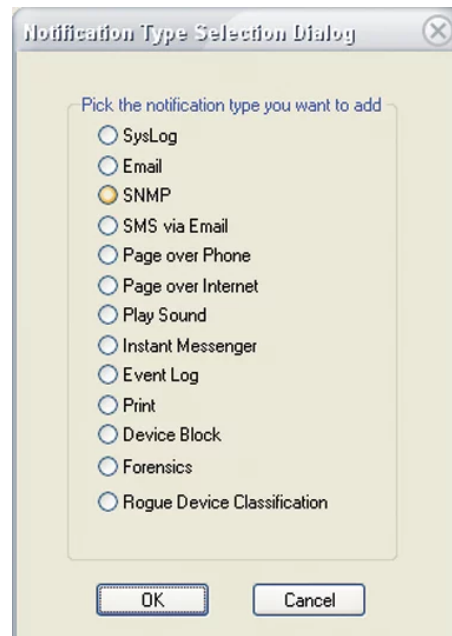 Notification Type Selection Dialog
Pick the notification type you want to add
SysLog
Email
SNMP
SMS via Email
Page over Phone
Page over Internet
Play Sound
Instant Messenger
Event Log
Print
Device Block
Forensics
Rogue Device Classification
OK
Cancel